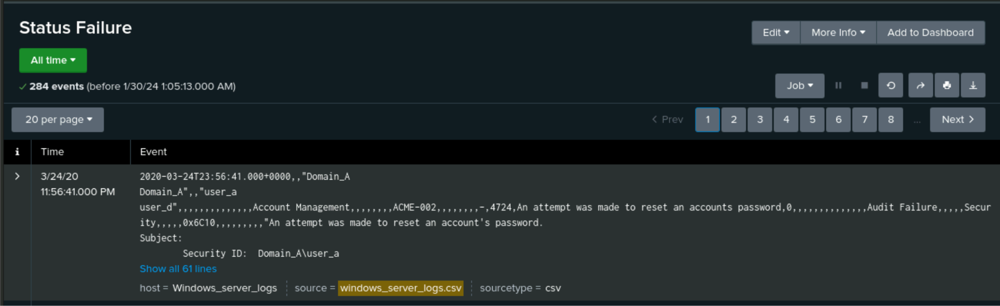 Status Failure
Edit
More Info
Add to Dashboard
All time
284 events (before 1/30/24 1:05:13.000 AM)
Job
20 per page
Prev 1 2 3 4 5 6 7 8 ... Next
i Time Event
3/24/20
11:56:41.000 PM
2020-03-24T23:56:41.000+0000,,"Domain_A
Domain_A",,"user_a
user_d",,,,,,,,,,,,,,Account Management,,,,,,,,ACME-002,,,,,,,,-,4724,An attempt was made to reset an accounts password,0,,,,,,,,,,,,,,Audit Failure,,,,,Secur
ity,,,,,0x6C10,,,,,,,,,"An attempt was made to reset an account's password.
Subject:
Security ID: Domain_A\user_a
Show all 61 lines
host = Windows_server_logs source = windows_server_logs.csv sourcetype = csv